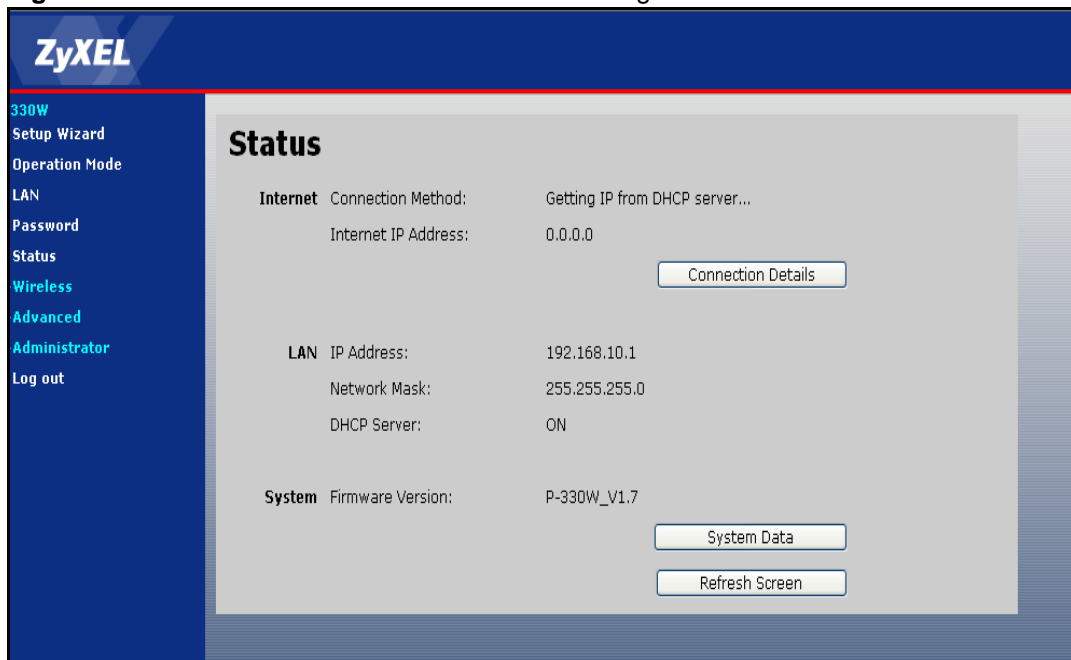 ZyXEL
330W
Setup Wizard
Operation Mode
LAN
Password
Status
Wireless
Advanced
Administrator
Log out
Status
Internet Connection Method: Getting IP from DHCP server...
Internet IP Address: 0.0.0.0
Connection Details
LAN IP Address: 192.168.10.1
Network Mask: 255.255.255.0
DHCP Server: ON
System Firmware Version: P-330W_V1.7
System Data
Refresh Screen